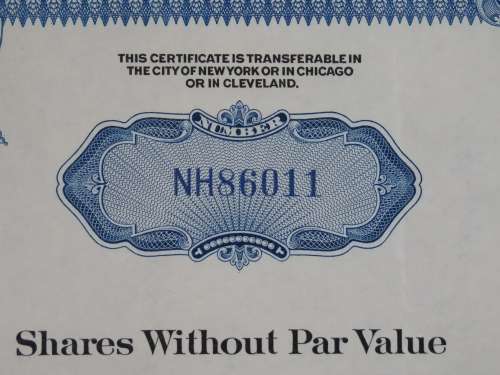 THIS CERTIFICATE IS TRANSFERABLE IN
THE CITY OF NEW YORK OR IN CHICAGO
OR IN CLEVELAND.
NUMBER
NH86011
Shares Without Par Value